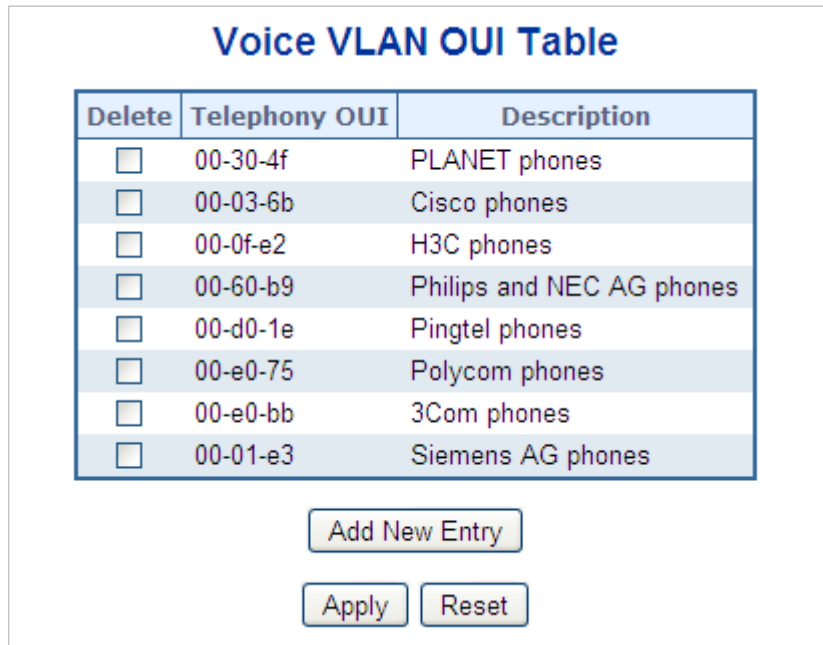 Voice VLAN OUI Table
Delete Telephony OUI Description
00-30-4f PLANET phones
00-03-6b Cisco phones
00-0f-e2 H3C phones
00-60-b9 Philips and NEC AG phones
00-d0-1e Pingtel phones
00-e0-75 Polycom phones
00-e0-bb 3Com phones
00-01-e3 Siemens AG phones
Add New Entry
Apply Reset